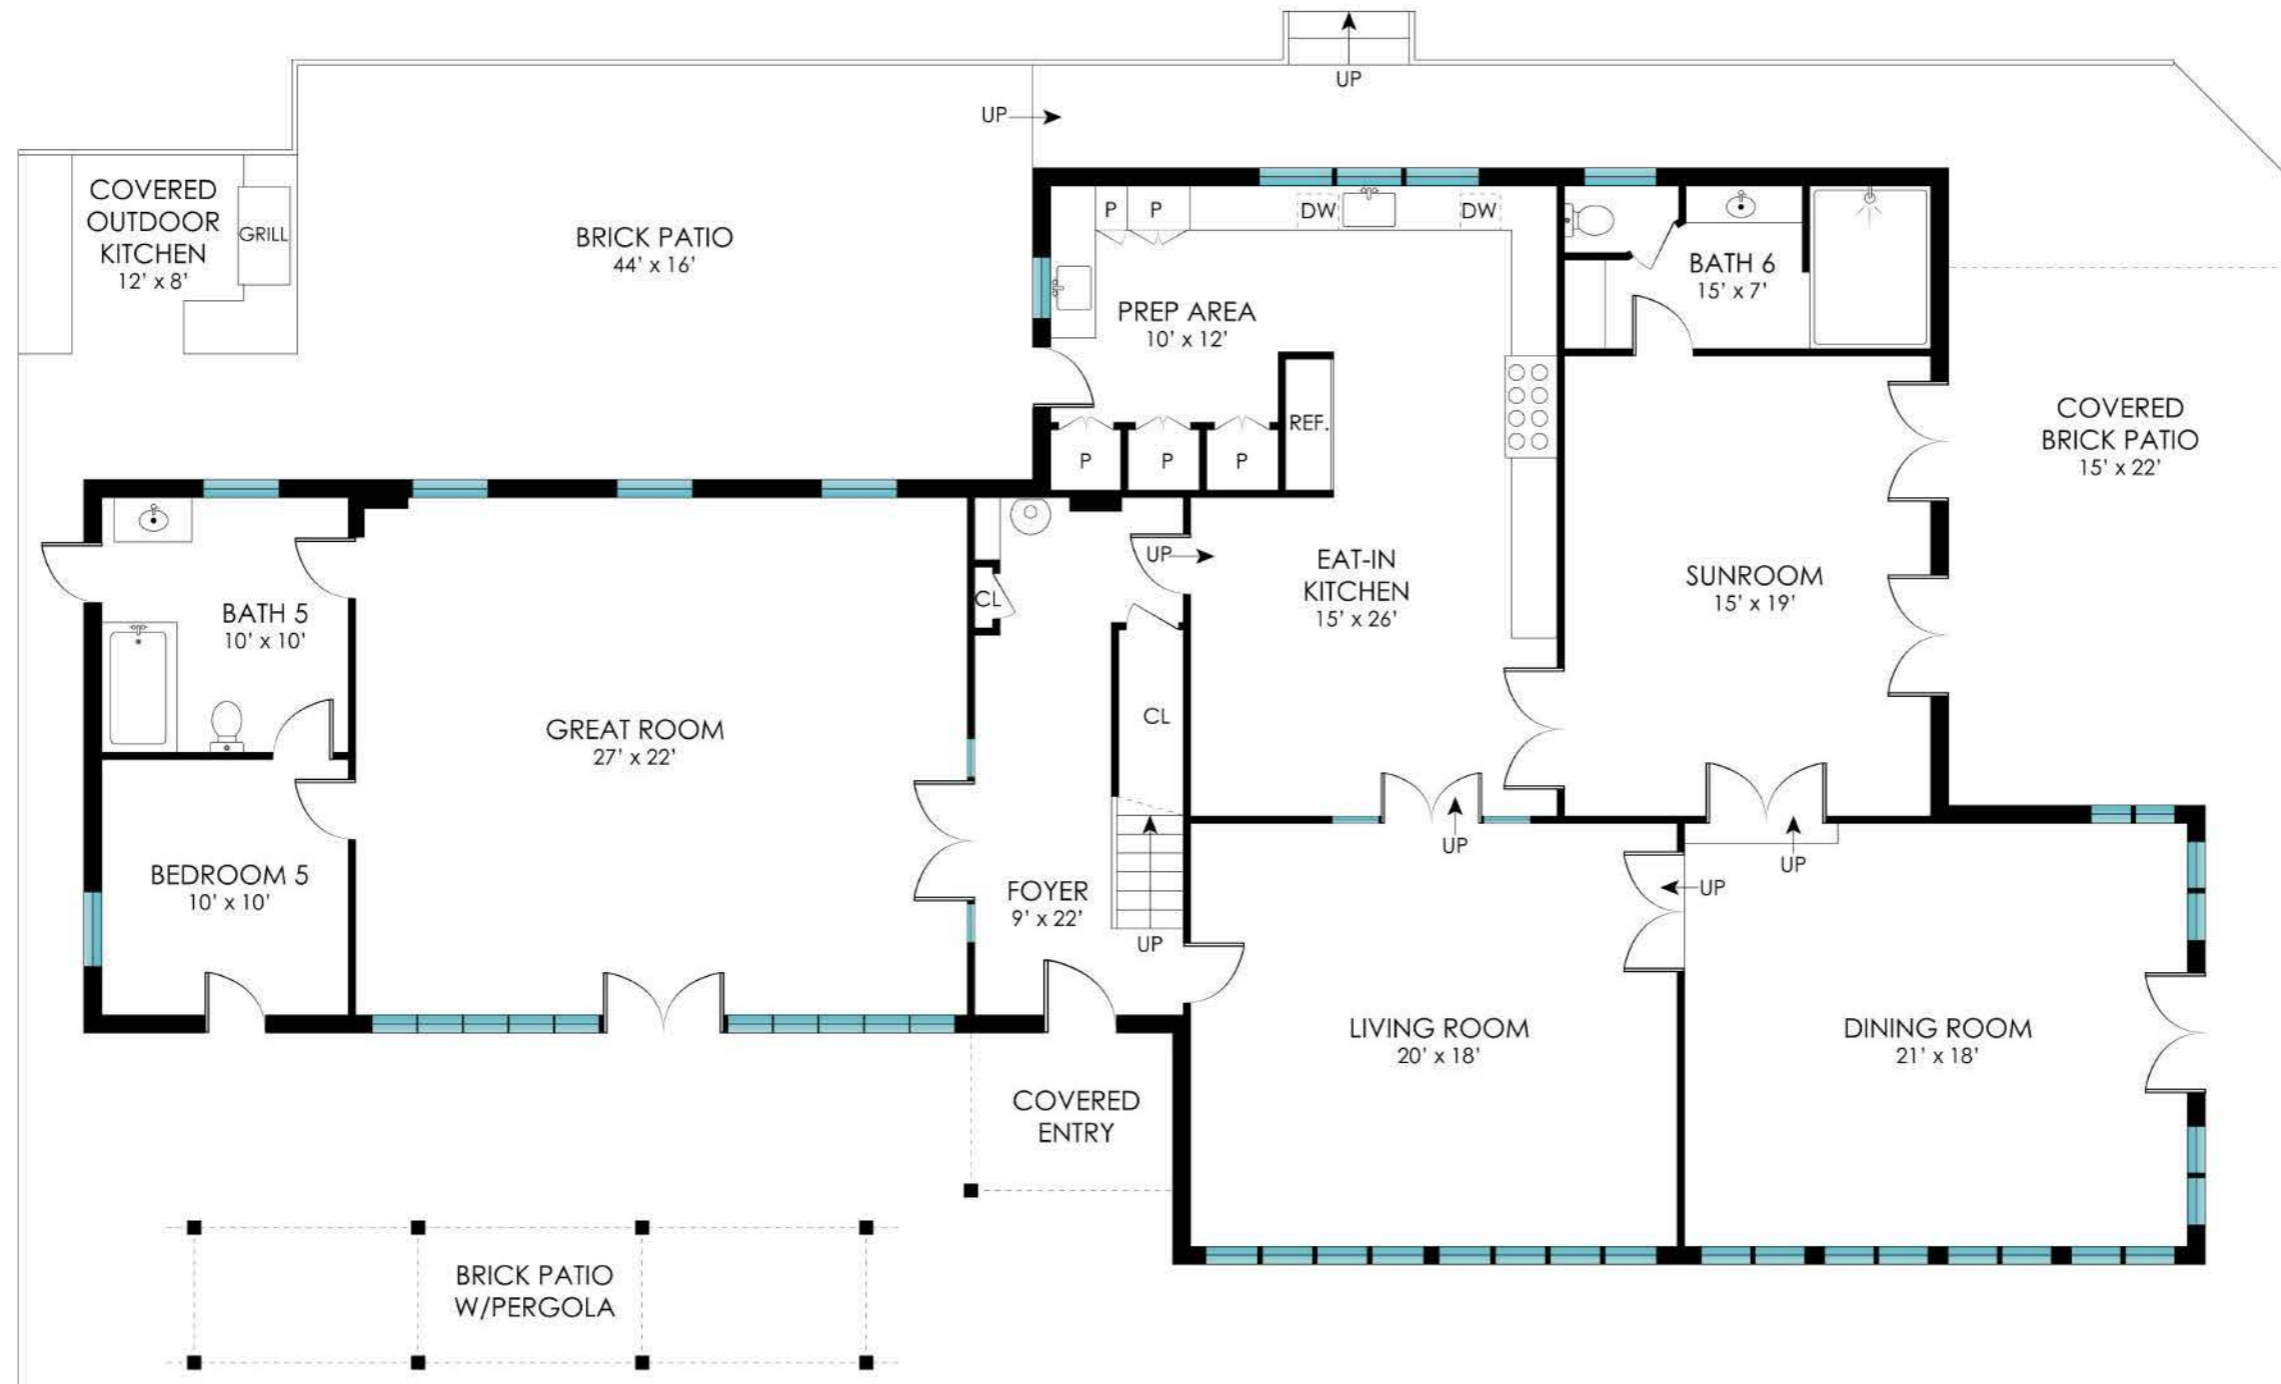 UP
UP
COVERED
OUTDOOR
KITCHEN
12' x 8'
GRILL
BRICK PATIO
44' x 16'
P
P
DW
DW
BATH 6
15' x 7'
PREP AREA
10' x 12'
REF.
P
P
P
COVERED
BRICK PATIO
15' x 22'
UP
EAT-IN
KITCHEN
15' x 26'
SUNROOM
15' x 19'
CL
BATH 5
10' x 10'
GREAT ROOM
27' x 22'
CL
BEDROOM 5
10' x 10'
FOYER
9' x 22'
UP
UP
UP
UP
LIVING ROOM
20' x 18'
DINING ROOM
21' x 18'
COVERED
ENTRY
BRICK PATIO
W/PERGOLA